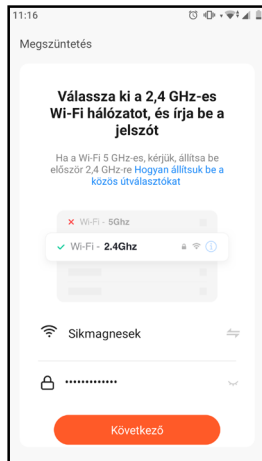 11:16
Megszüntetés
Válassza ki a 2,4 GHz-es
Wi-Fi hálózatot, és írja be a
jelszót
Ha a Wi-Fi 5 GHz-es, kérjük, állítsa be
először 2,4 GHz-re Hogyan állítsuk be a
közös útválasztókat
Wi-Fi - 5Ghz
Wi-Fi - 2.4Ghz
Sikmagnesek
•••••••••••••
Következő